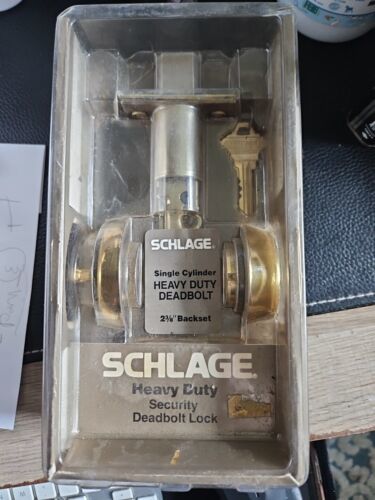 SCHLAGE®
Single Cylinder
HEAVY DUTY
DEADBOLT
2⅜" Backset
SCHLAGE®
Heavy Duty
Security
Deadbolt Lock